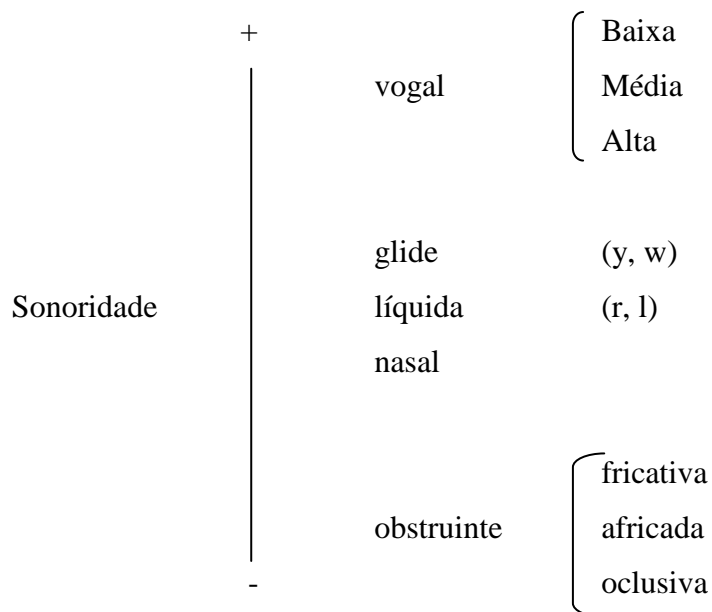 + Baixa
vogal Média
Alta
glide (y, w)
Sonoridade líquida (r, l)
nasal
fricativa
obstruinte africada
- oclusiva